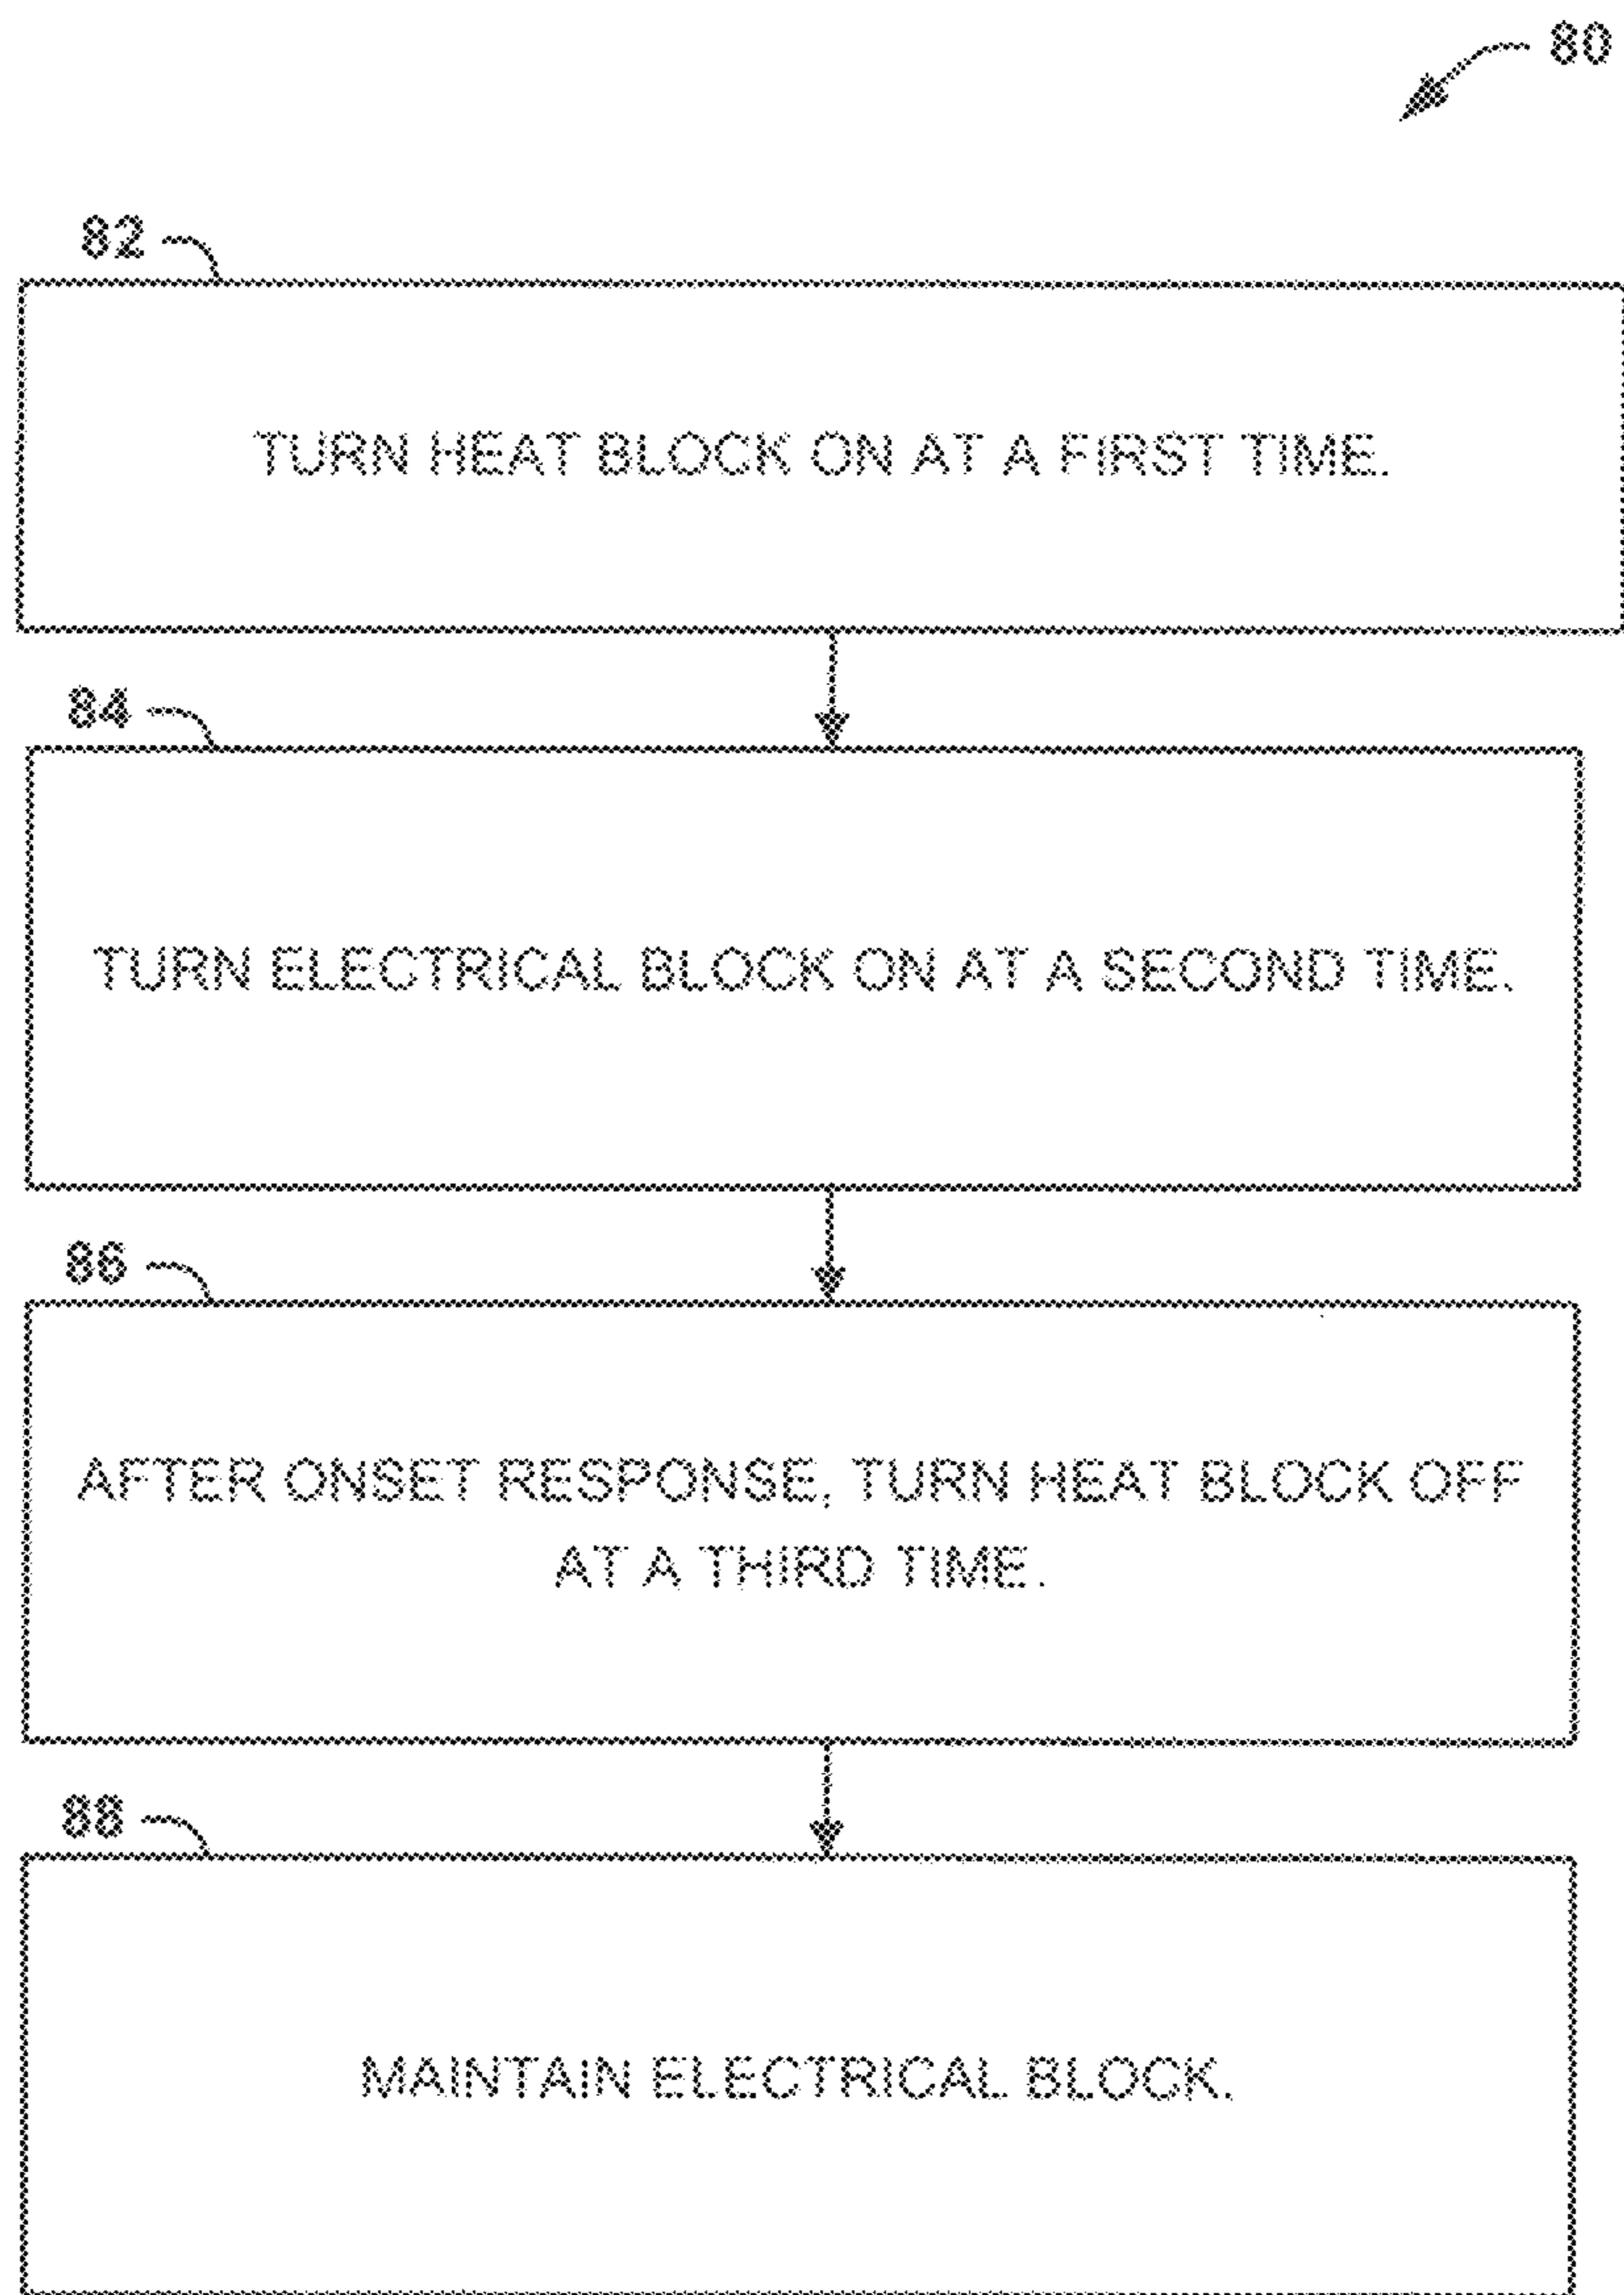 80
82
TURN HEAT BLOCK ON AT A FIRST TIME.
84
TURN ELECTRICAL BLOCK ON AT A SECOND TIME.
86
AFTER ONSET RESPONSE, TURN HEAT BLOCK OFF
AT A THIRD TIME.
88
MAINTAIN ELECTRICAL BLOCK.